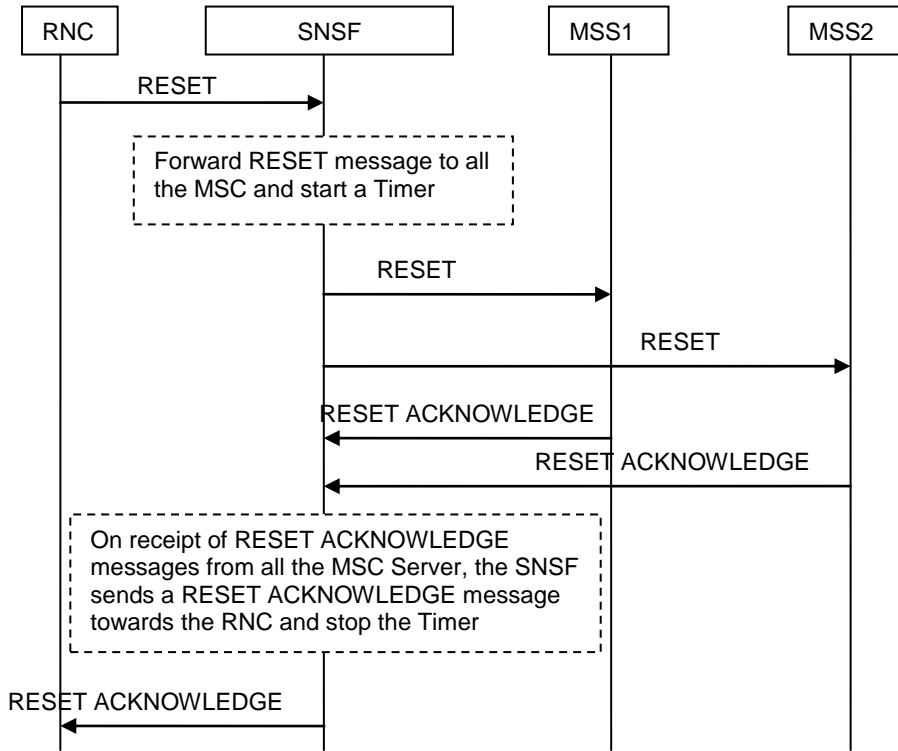 RNC
SNSF
MSS1
MSS2
RESET
Forward RESET message to all
the MSC and start a Timer
RESET
RESET
RESET ACKNOWLEDGE
RESET ACKNOWLEDGE
On receipt of RESET ACKNOWLEDGE
messages from all the MSC Server, the SNSF
sends a RESET ACKNOWLEDGE message
towards the RNC and stop the Timer
RESET ACKNOWLEDGE